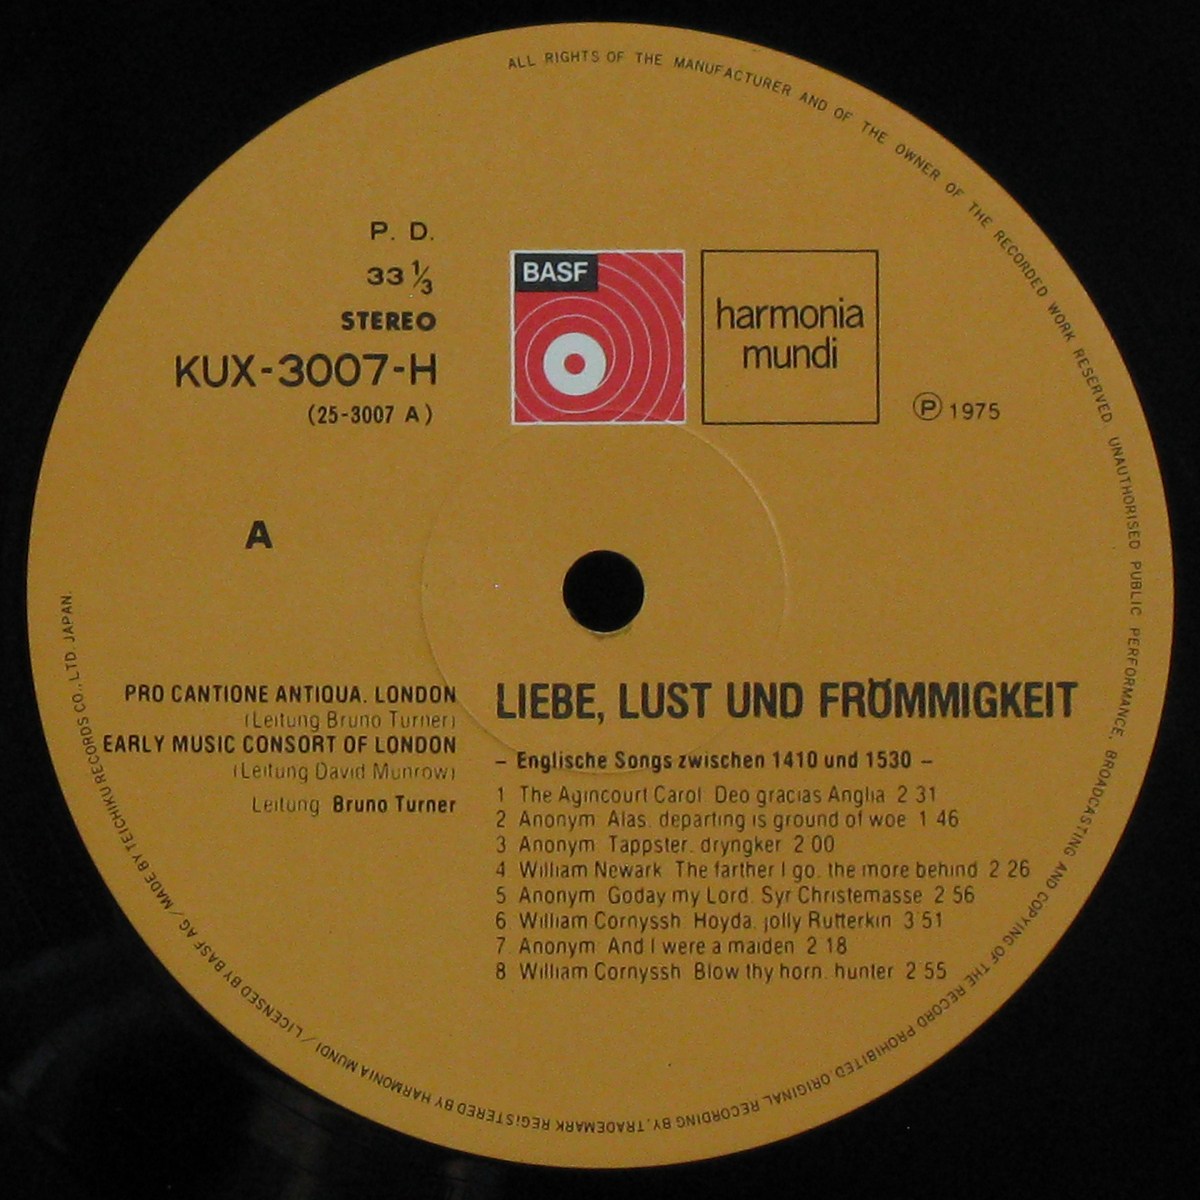 ALL RIGHTS OF THE MANUFACTURER AND OF THE OWNER OF THE RECORDED WORK RESERVED UNAUTHORISED PUBLIC PERFORMANCE, BROADCASTING AND COPYING OF THE RECORD PROHIBITED ORIGINAL RECORDING BY, TRADEMARK REGISTERED BY HARMONIA MUNDI / LICENSED BY BASF AG / MADE BY TEICHIKU RECORDS CO., LTD. JAPAN.
P. D.
33 1/3
STEREO
KUX-3007-H
(25-3007 A)
BASF
harmonia
mundi
Ⓟ 1975
A
PRO CANTIONE ANTIQUA. LONDON
(Leitung Bruno Turner)
EARLY MUSIC CONSORT OF LONDON
(Leitung David Munrow)
Leitung Bruno Turner
LIEBE, LUST UND FRÖMMIGKEIT
– Englische Songs zwischen 1410 und 1530 –
1 The Agincourt Carol Deo gracias Anglia 2 31
2 Anonym Alas. departing is ground of woe 1 46
3 Anonym Tappster. dryngker 2 00
4 William Newark The farther I go. the more behind 2 26
5 Anonym Goday my Lord. Syr Christemasse 2 56
6 William Cornyssh Hoyda. jolly Rutterkin 3 51
7 Anonym And I were a maiden 2 18
8 William Cornyssh Blow thy horn. hunter 2 55